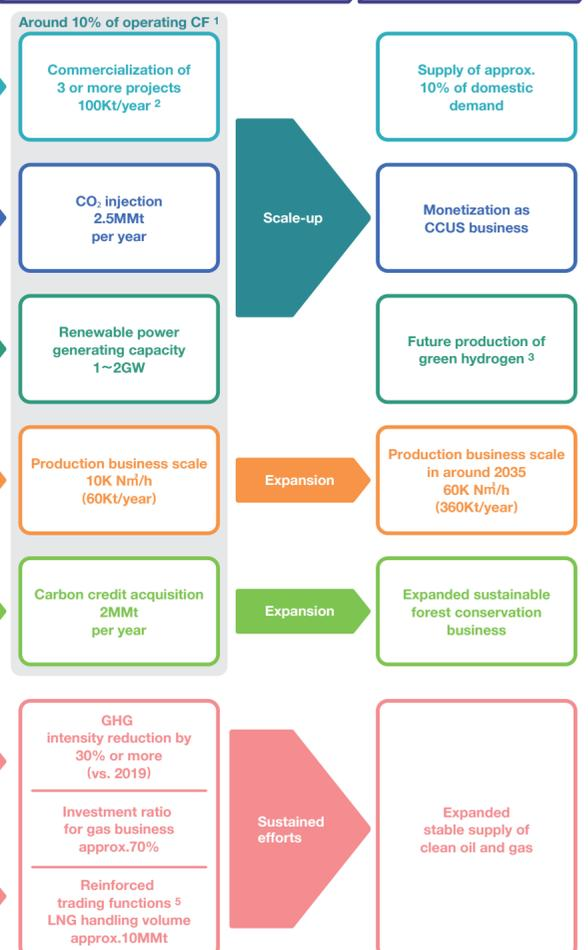 Around 10% of operating CF 1
Commercialization of
3 or more projects
100Kt/year 2
Supply of approx.
10% of domestic
demand
CO₂ injection
2.5MMt
per year
Scale-up
Monetization as
CCUS business
Renewable power
generating capacity
1~2GW
Future production of
green hydrogen 3
Production business scale
10K Nm³/h
(60Kt/year)
Expansion
Production business scale
in around 2035
60K Nm³/h
(360Kt/year)
Carbon credit acquisition
2MMt
per year
Expansion
Expanded sustainable
forest conservation
business
GHG
intensity reduction by
30% or more
(vs. 2019)
Investment ratio
for gas business
approx.70%
Reinforced
trading functions 5
LNG handling volume
approx.10MMt
Sustained
efforts
Expanded
stable supply of
clean oil and gas